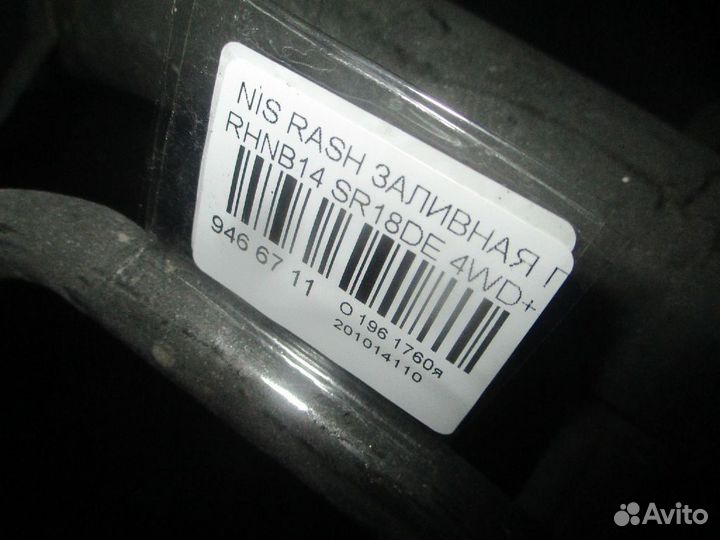 NIS RASH ЗАЛИВНАЯ Г
RHNB14 SR18DE 4WD+
946 67 11
О 196 1760я
201014110
Avito